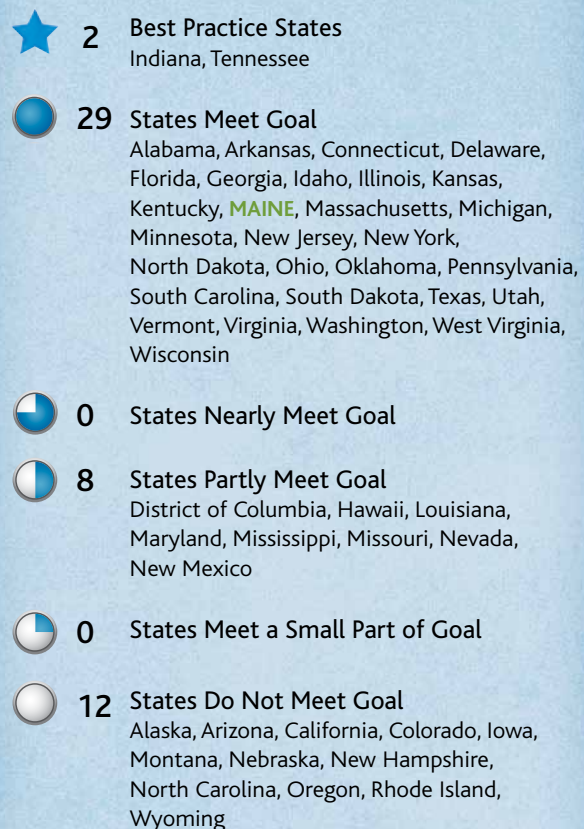 2 Best Practice States
Indiana, Tennessee
29 States Meet Goal
Alabama, Arkansas, Connecticut, Delaware,
Florida, Georgia, Idaho, Illinois, Kansas,
Kentucky, MAINE, Massachusetts, Michigan,
Minnesota, New Jersey, New York,
North Dakota, Ohio, Oklahoma, Pennsylvania,
South Carolina, South Dakota, Texas, Utah,
Vermont, Virginia, Washington, West Virginia,
Wisconsin
0 States Nearly Meet Goal
8 States Partly Meet Goal
District of Columbia, Hawaii, Louisiana,
Maryland, Mississippi, Missouri, Nevada,
New Mexico
0 States Meet a Small Part of Goal
12 States Do Not Meet Goal
Alaska, Arizona, California, Colorado, Iowa,
Montana, Nebraska, New Hampshire,
North Carolina, Oregon, Rhode Island,
Wyoming